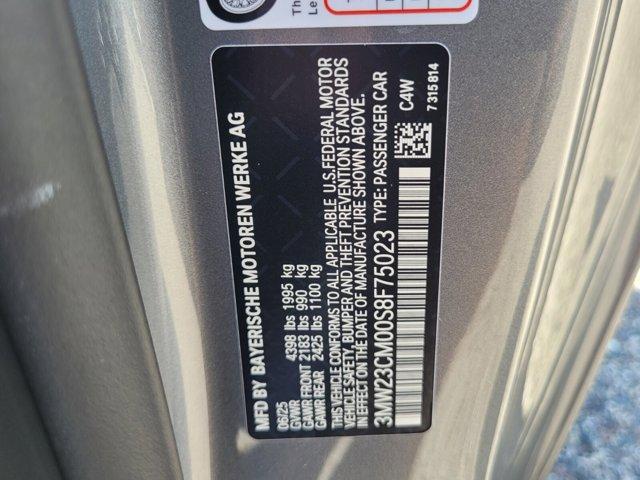 Th
Le
MFD BY BAYERISCHE MOTOREN WERKE AG
06/25
GVWR 4398 lbs 1995 kg
GAWR FRONT 2183 lbs 990 kg
GAWR REAR 2425 lbs 1100 kg
THIS VEHICLE CONFORMS TO ALL APPLICABLE U.S.FEDERAL MOTOR
VEHICLE SAFETY, BUMPER AND THEFT PREVENTION STANDARDS
IN EFFECT ON THE DATE OF MANUFACTURE SHOWN ABOVE.
3MW23CM00S8F75023 TYPE: PASSENGER CAR
C4W
7315814